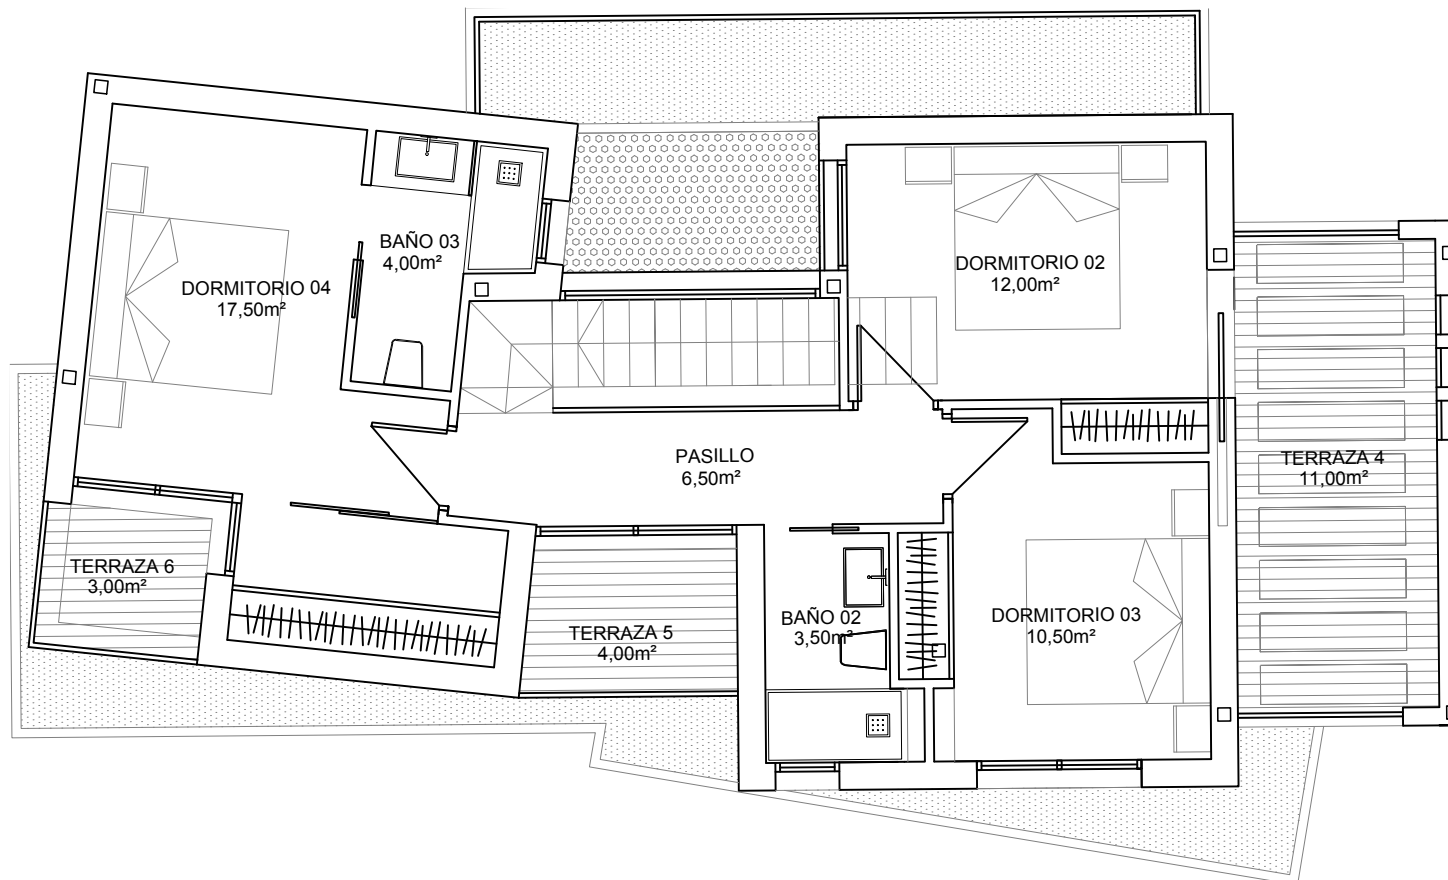 BAÑO 03
4,00m²
DORMITORIO 04
17,50m²
DORMITORIO 02
12,00m²
PASILLO
6,50m²
TERRAZA 4
11,00m²
TERRAZA 6
3,00m²
TERRAZA 5
4,00m²
BAÑO 02
3,50m²
DORMITORIO 03
10,50m²